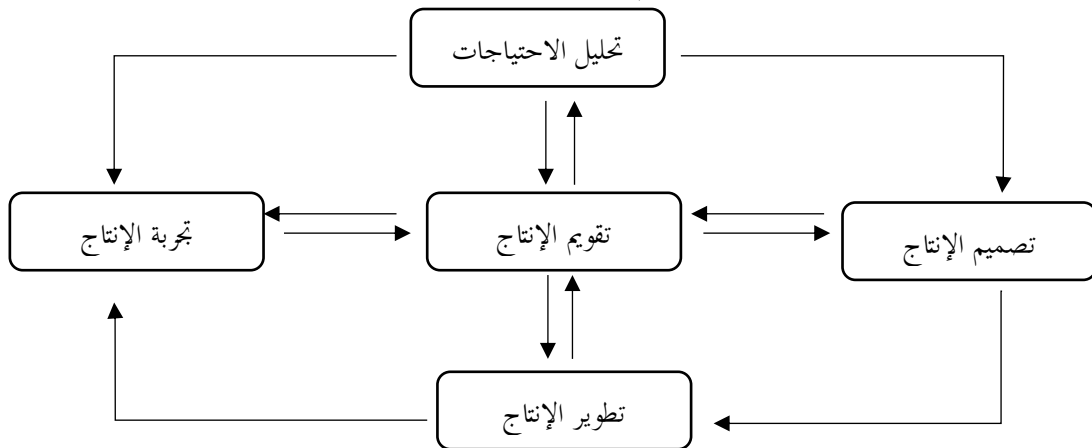 تحليل الاحتياجات
تصميم الإنتاج
تقويم الإنتاج
تجربة الإنتاج
تطوير الإنتاج